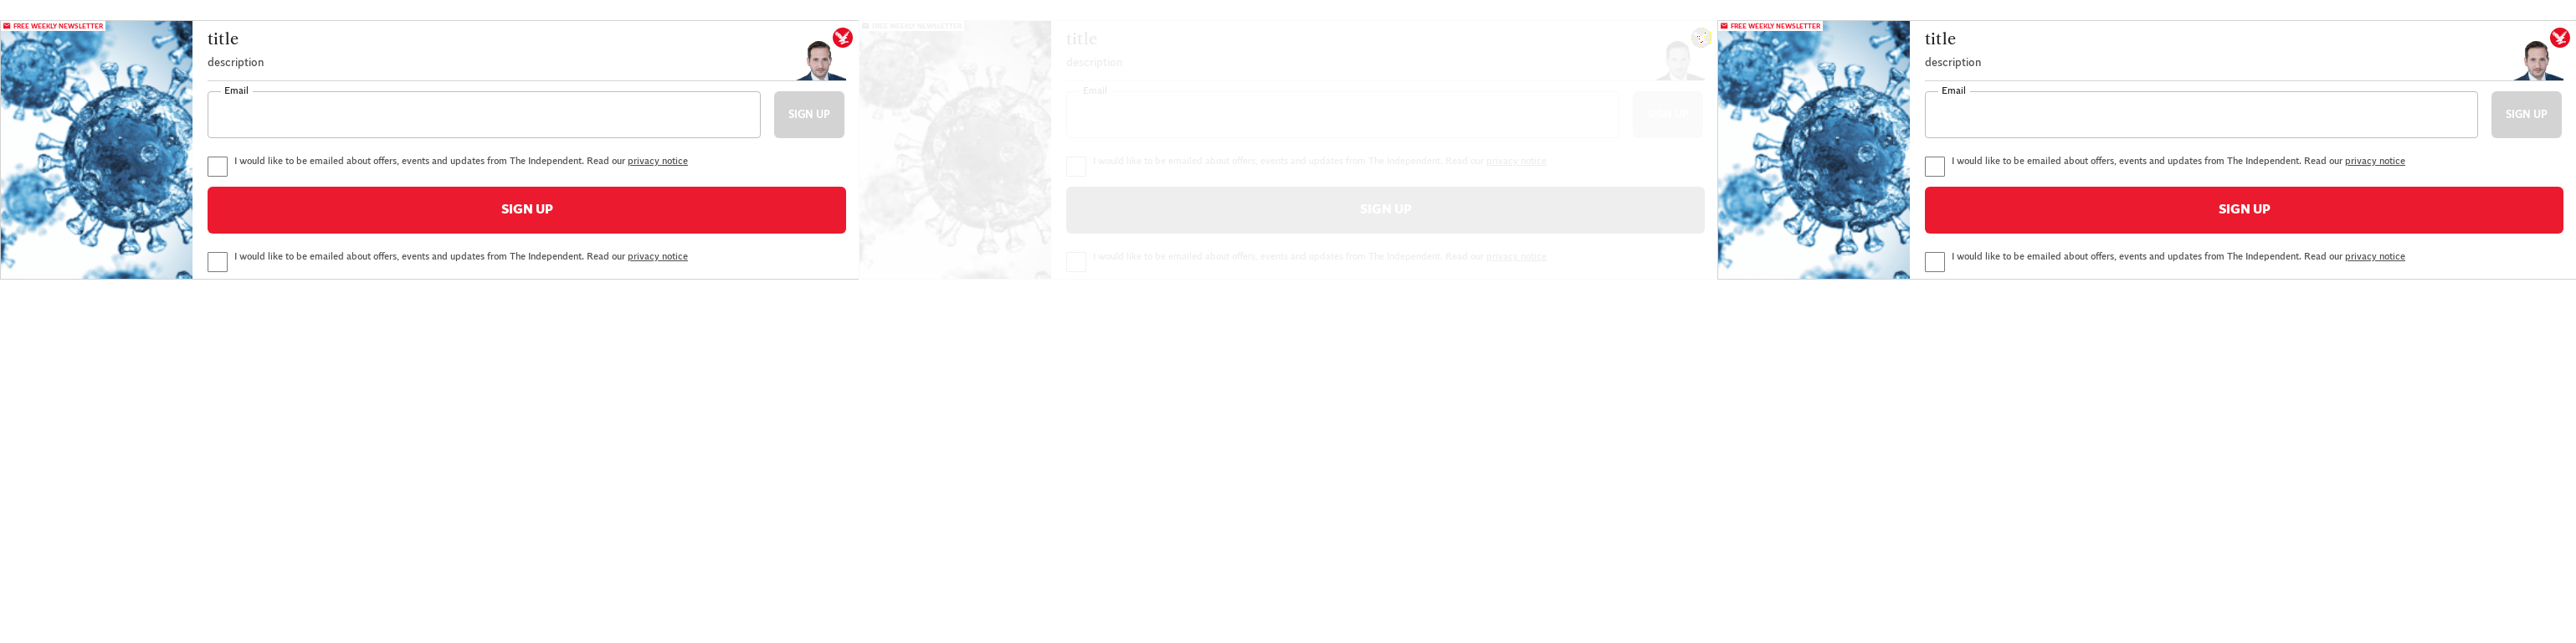 FREE WEEKLY NEWSLETTER
title
description
Email
SIGN UP
I would like to be emailed about offers, events and updates from The Independent. Read our privacy notice
SIGN UP
I would like to be emailed about offers, events and updates from The Independent. Read our privacy notice
FREE WEEKLY NEWSLETTER
title
description
Email
SIGN UP
I would like to be emailed about offers, events and updates from The Independent. Read our privacy notice
SIGN UP
I would like to be emailed about offers, events and updates from The Independent. Read our privacy notice
FREE WEEKLY NEWSLETTER
title
description
Email
SIGN UP
I would like to be emailed about offers, events and updates from The Independent. Read our privacy notice
SIGN UP
I would like to be emailed about offers, events and updates from The Independent. Read our privacy notice